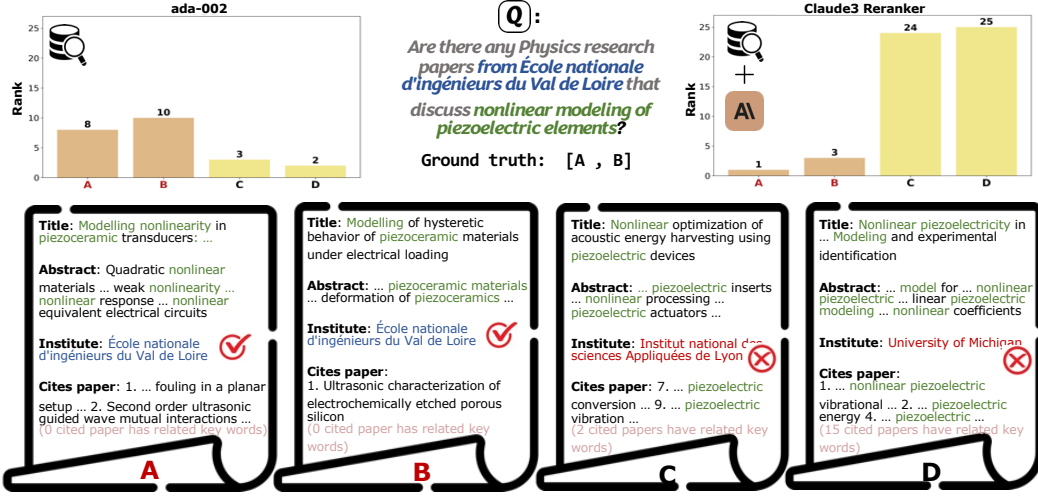 ada-002
Rank
25
20
15
10
5
0
8
10
3
2
A
B
C
D
Q :
Are there any Physics research
papers from École nationale
d'ingénieurs du Val de Loire that
discuss nonlinear modeling of
piezoelectric elements?
Ground truth: [A , B]
Claude3 Reranker
Rank
25
20
15
10
5
0
+
A\
1
3
24
25
A
B
C
D
Title: Modelling nonlinearity in
piezoceramic transducers: ...
Abstract: Quadratic nonlinear
materials ... weak nonlinearity ...
nonlinear response ... nonlinear
equivalent electrical circuits
Institute: École nationale
d'ingénieurs du Val de Loire
Cites paper: 1. ... fouling in a planar
setup ... 2. Second order ultrasonic
guided wave mutual interactions ...
(0 cited paper has related key words)
A
Title: Modelling of hysteretic
behavior of piezoceramic materials
under electrical loading
Abstract: ... piezoceramic materials
... deformation of piezoceramics ...
Institute: École nationale
d'ingénieurs du Val de Loire
Cites paper:
1. Ultrasonic characterization of
electrochemically etched porous
silicon
(0 cited paper has related key
words)
B
Title: Nonlinear optimization of
acoustic energy harvesting using
piezoelectric devices
Abstract: ... piezoelectric inserts
... nonlinear processing ...
piezoelectric actuators ...
Institute: Institut national des
sciences Appliquées de Lyon
Cites paper: 7. ... piezoelectric
conversion ... 9. ... piezoelectric
vibration ...
(2 cited papers have related key
words)
C
Title: Nonlinear piezoelectricity in
... Modeling and experimental
identification
Abstract: ... model for ... nonlinear
piezoelectric ... linear piezoelectric
modeling ... nonlinear coefficients
Institute: University of Michigan
Cites paper:
1. ... nonlinear piezoelectric
vibrational ... 2. ... piezoelectric
energy 4. ... piezoelectric ...
(15 cited papers have related key
words)
D